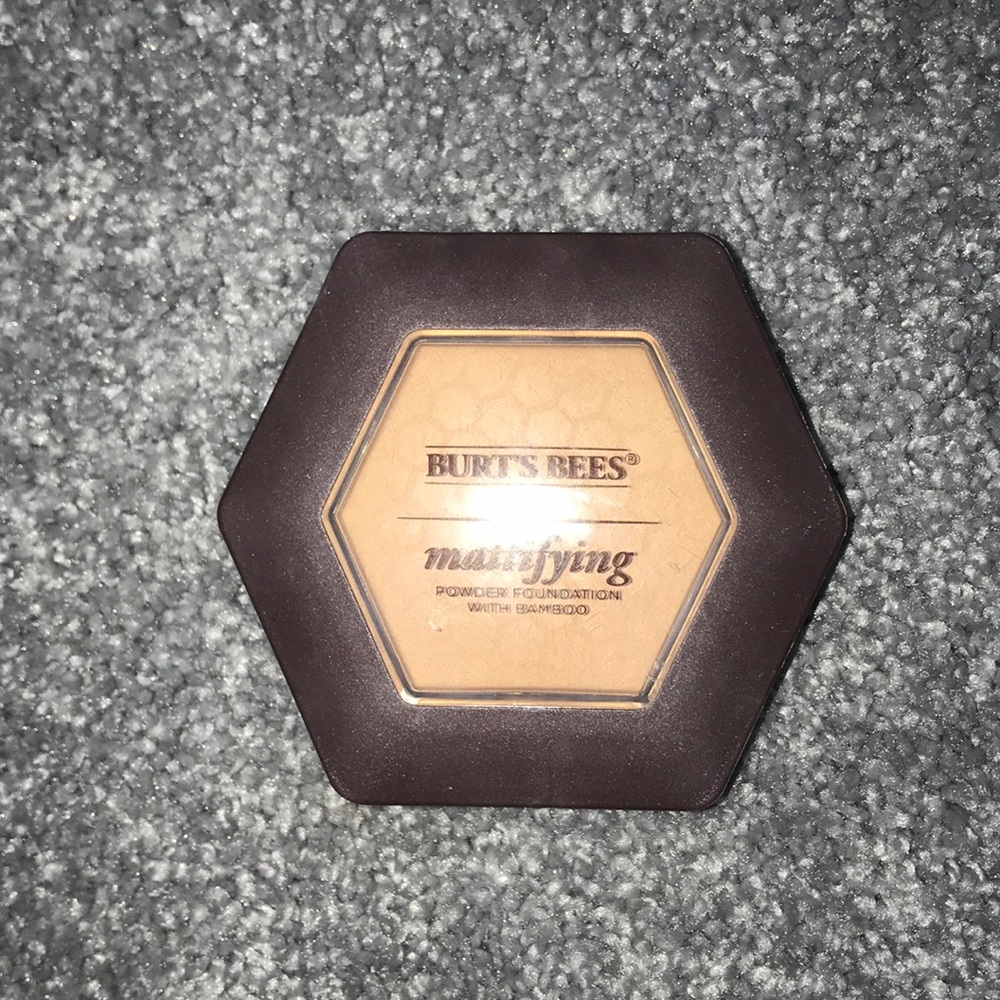 BURT'S BEES®
mattifying
POWDER FOUNDATION
WITH BAMBOO